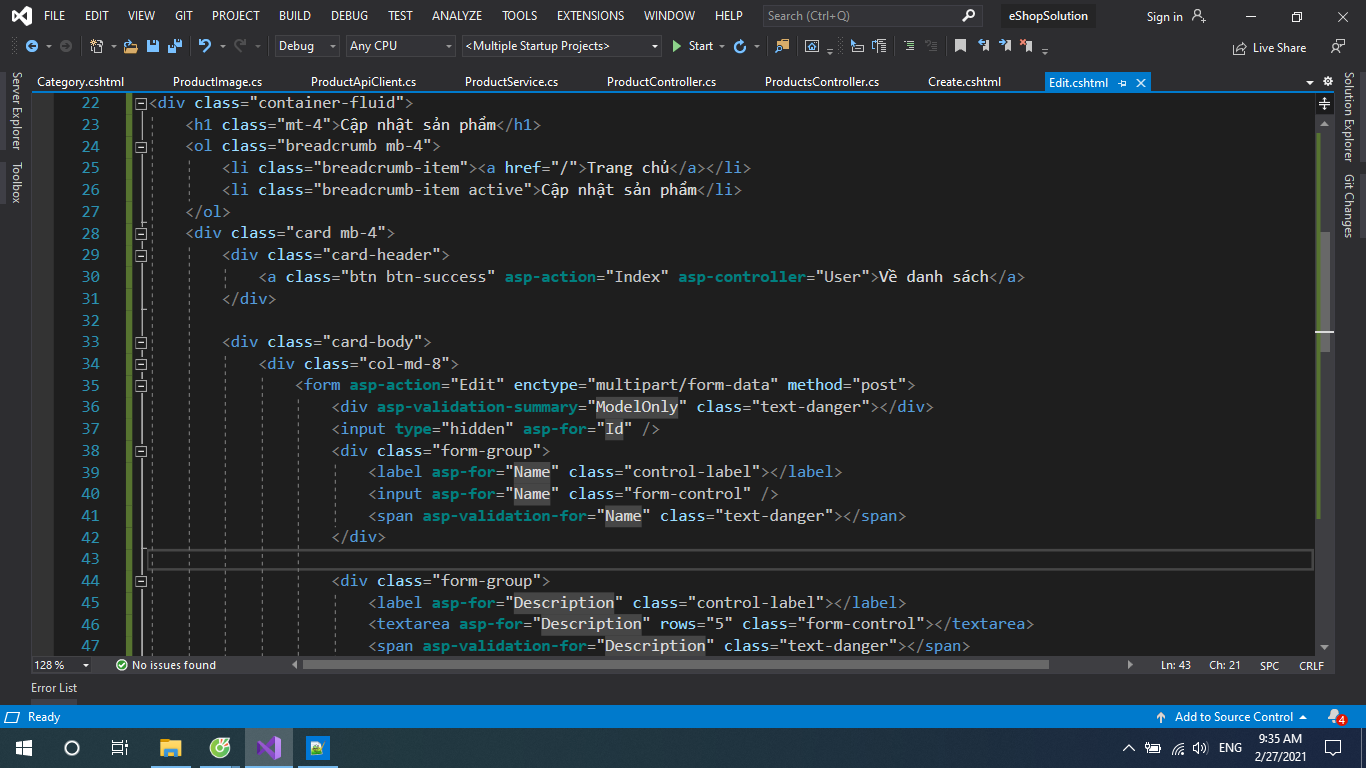 FILE EDIT VIEW GIT PROJECT BUILD DEBUG TEST ANALYZE TOOLS EXTENSIONS WINDOW HELP Search (Ctrl+Q) eShopSolution Sign in
Debug Any CPU <Multiple Startup Projects> Start Live Share
Server Explorer
Toolbox
Category.cshtml ProductImage.cs ProductApiClient.cs ProductService.cs ProductController.cs ProductsController.cs Create.cshtml Edit.cshtml
Solution Explorer
Git Changes
22 <div class="container-fluid">
23 <h1 class="mt-4">Cập nhật sản phẩm</h1>
24 <ol class="breadcrumb mb-4">
25 <li class="breadcrumb-item"><a href="/">Trang chủ</a></li>
26 <li class="breadcrumb-item active">Cập nhật sản phẩm</li>
27 </ol>
28 <div class="card mb-4">
29 <div class="card-header">
30 <a class="btn btn-success" asp-action="Index" asp-controller="User">Về danh sách</a>
31 </div>
32
33 <div class="card-body">
34 <div class="col-md-8">
35 <form asp-action="Edit" enctype="multipart/form-data" method="post">
36 <div asp-validation-summary="ModelOnly" class="text-danger"></div>
37 <input type="hidden" asp-for="Id" />
38 <div class="form-group">
39 <label asp-for="Name" class="control-label"></label>
40 <input asp-for="Name" class="form-control" />
41 <span asp-validation-for="Name" class="text-danger"></span>
42 </div>
43
44 <div class="form-group">
45 <label asp-for="Description" class="control-label"></label>
46 <textarea asp-for="Description" rows="5" class="form-control"></textarea>
47 <span asp-validation-for="Description" class="text-danger"></span>
128 % No issues found Ln: 43 Ch: 21 SPC CRLF
Error List
Ready Add to Source Control 4
ENG 9:35 AM
2/27/2021